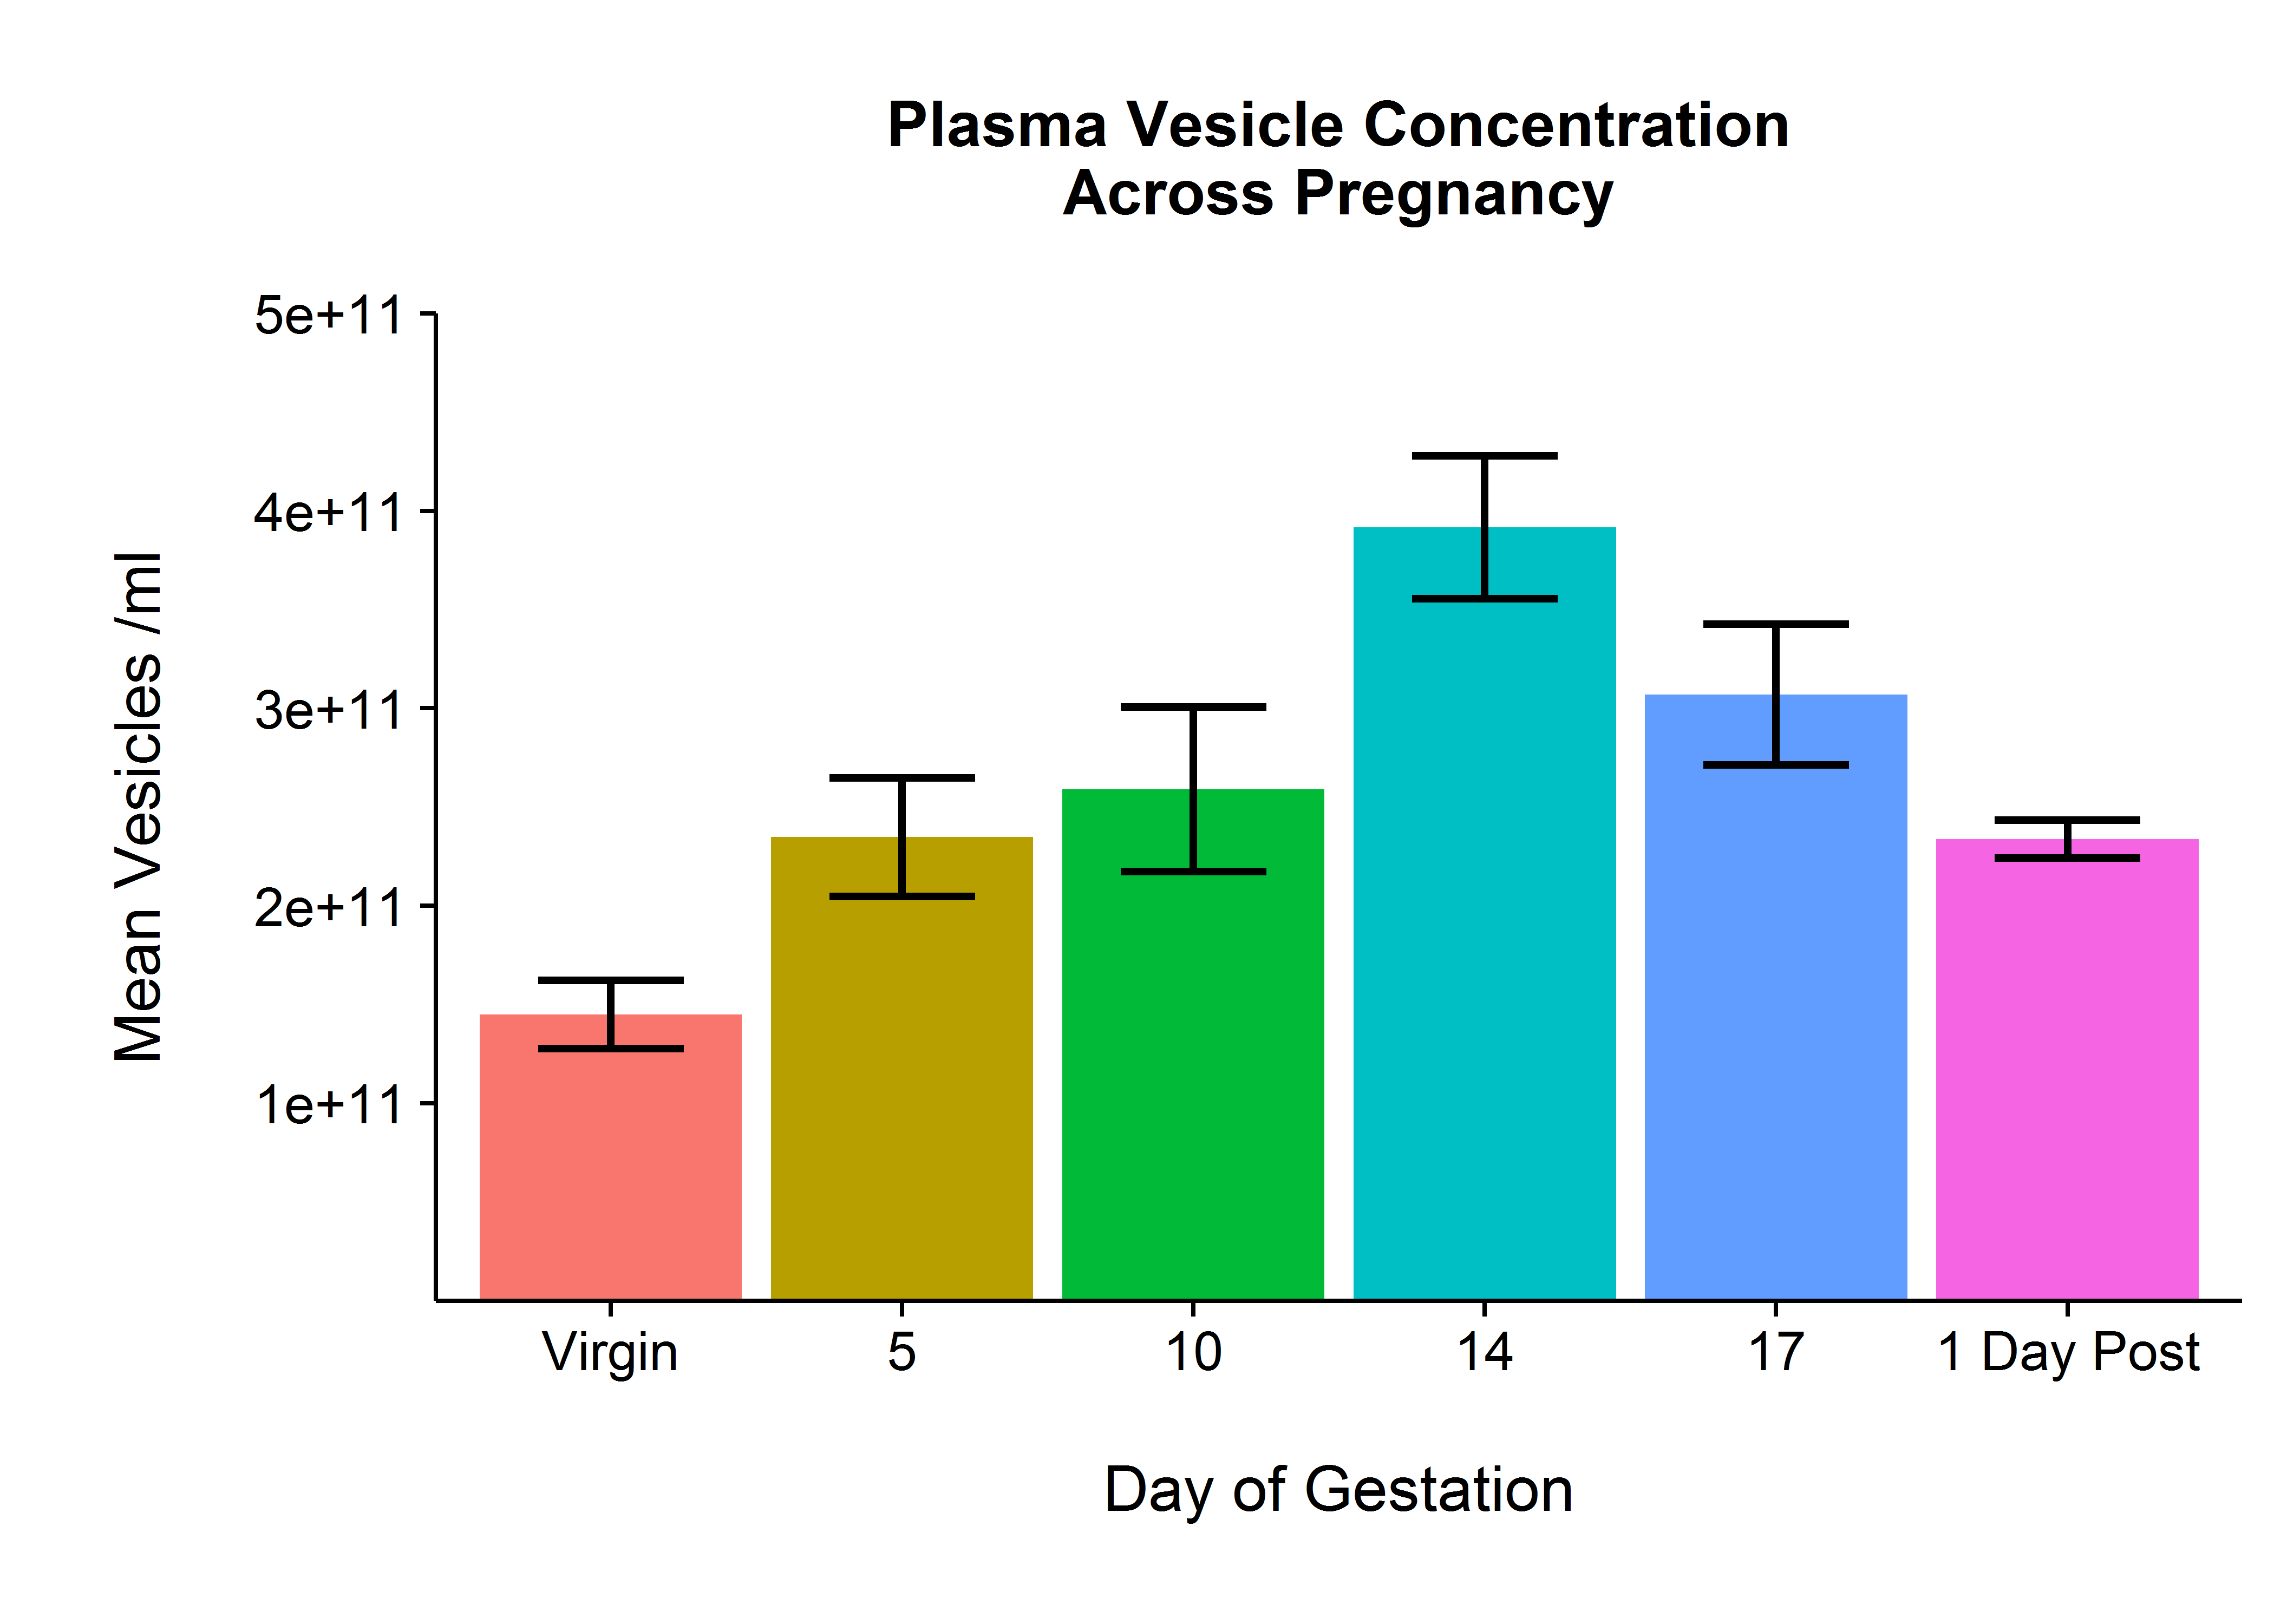 Plasma Vesicle Concentration
Across Pregnancy
5e+11
4e+11
3e+11
2e+11
1e+11
Mean Vesicles /ml
Virgin 5 10 14 17 1 Day Post
Day of Gestation